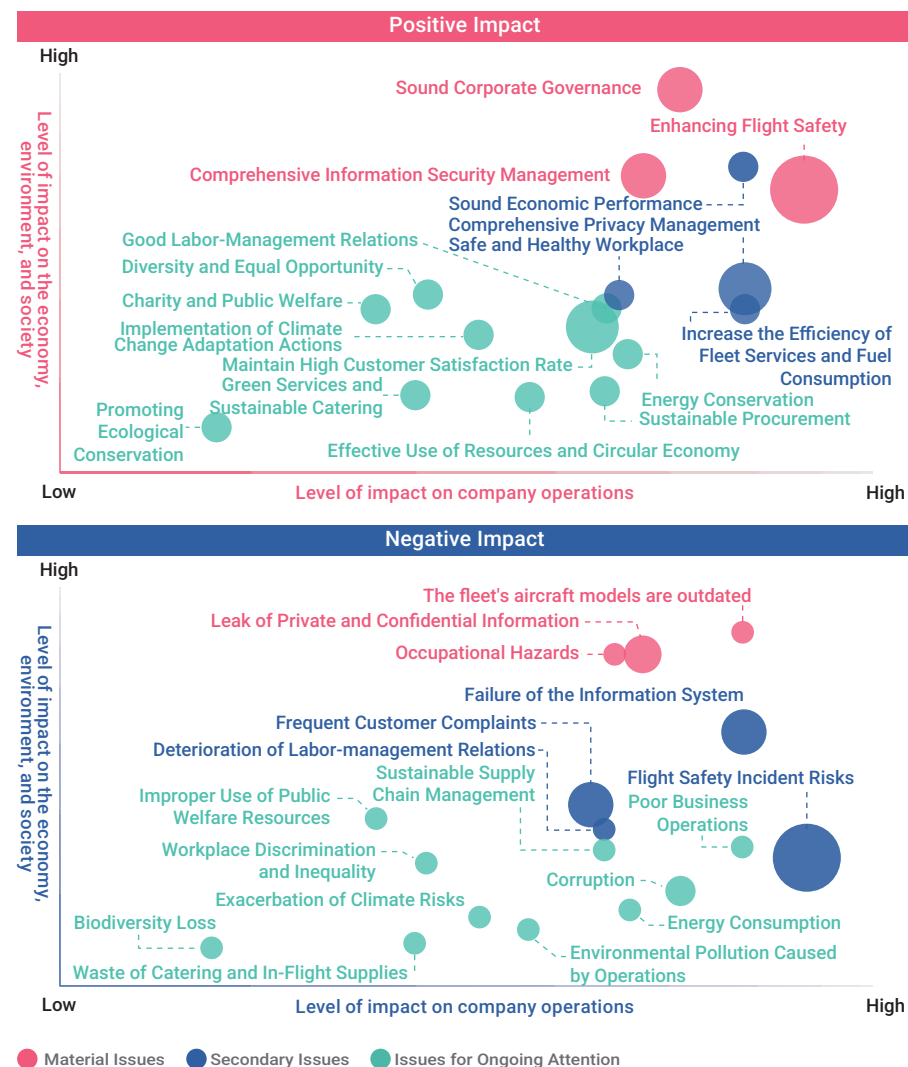 Positive Impact
High
Level of impact on the economy,
environment, and society
Sound Corporate Governance
Enhancing Flight Safety
Comprehensive Information Security Management
Sound Economic Performance
Comprehensive Privacy Management
Safe and Healthy Workplace
Good Labor-Management Relations
Diversity and Equal Opportunity
Charity and Public Welfare
Implementation of Climate
Change Adaptation Actions
Increase the Efficiency of
Fleet Services and Fuel
Consumption
Maintain High Customer Satisfaction Rate
Green Services and
Sustainable Catering
Energy Conservation
Sustainable Procurement
Promoting
Ecological
Conservation
Effective Use of Resources and Circular Economy
Low
Level of impact on company operations
High
Negative Impact
High
Level of impact on the economy,
environment, and society
The fleet's aircraft models are outdated
Leak of Private and Confidential Information
Occupational Hazards
Failure of the Information System
Frequent Customer Complaints
Deterioration of Labor-management Relations
Sustainable Supply
Chain Management
Flight Safety Incident Risks
Improper Use of Public
Welfare Resources
Poor Business
Operations
Workplace Discrimination
and Inequality
Corruption
Exacerbation of Climate Risks
Biodiversity Loss
Energy Consumption
Waste of Catering and In-Flight Supplies
Environmental Pollution Caused
by Operations
Low
Level of impact on company operations
High
Material Issues
Secondary Issues
Issues for Ongoing Attention